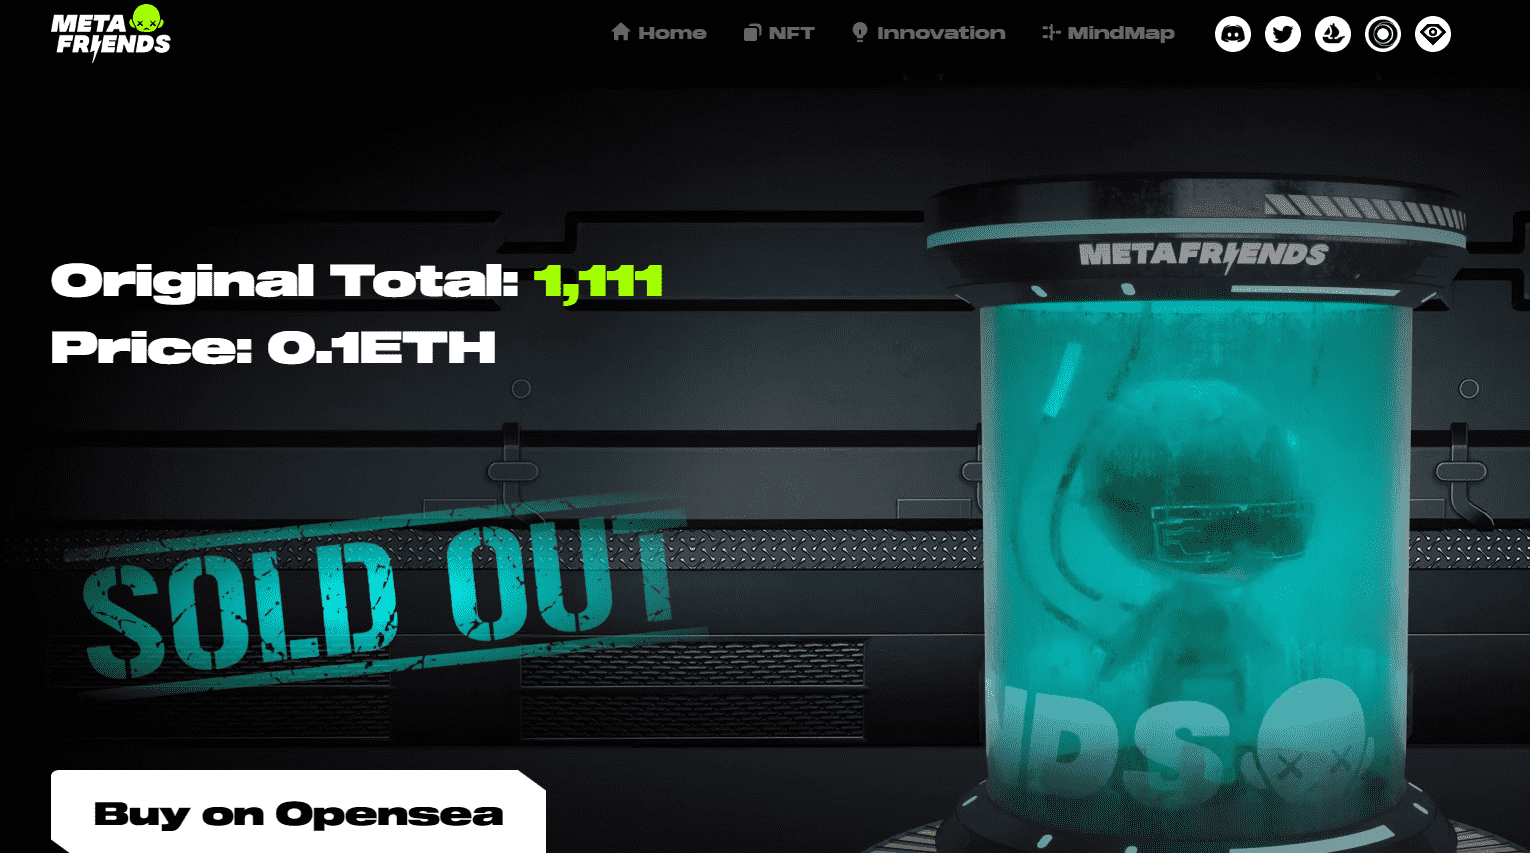 META
FRIENDS
Home
NFT
Innovation
MindMap
METAFRIENDS
Original Total: 1,111
Price: 0.1ETH
SOLD OUT
NDS
Buy on Opensea